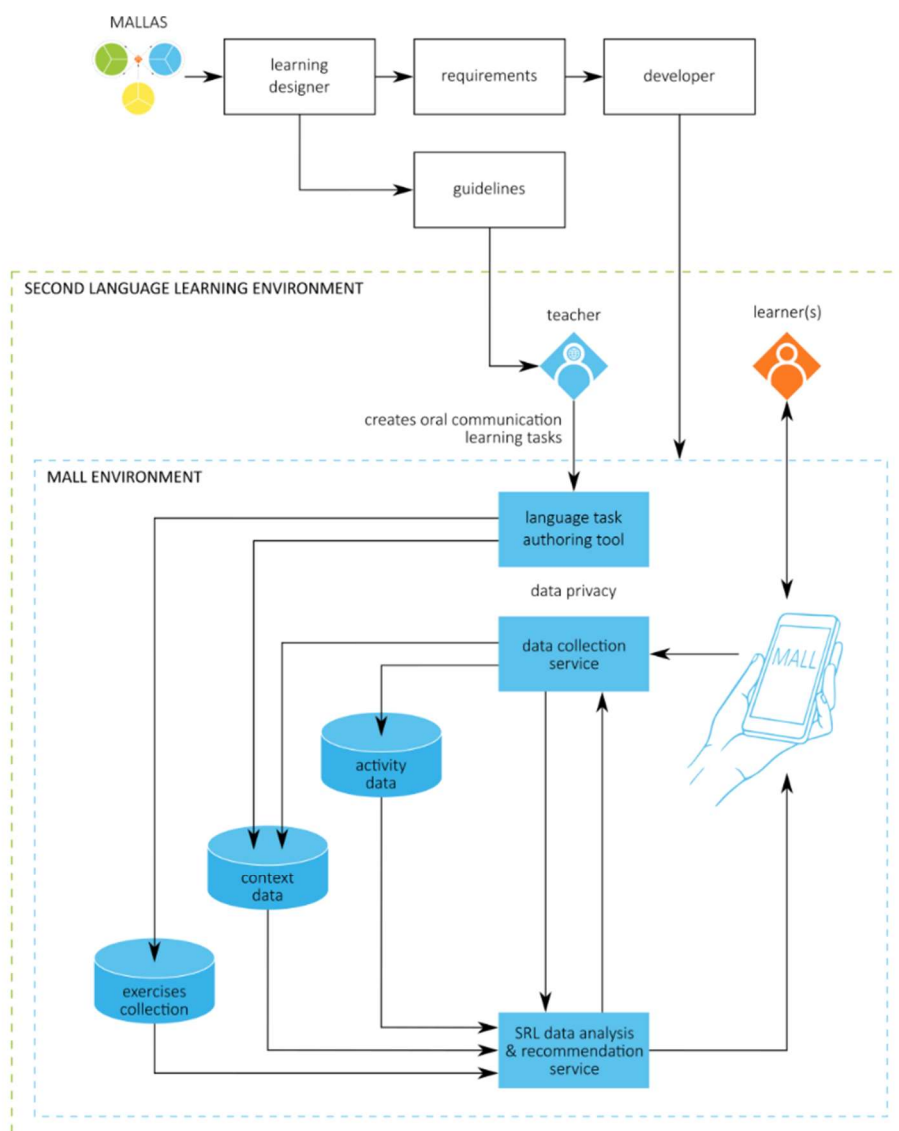 MALLAS
learning
designer
requirements
developer
guidelines
SECOND LANGUAGE LEARNING ENVIRONMENT
teacher
learner(s)
creates oral communication
learning tasks
MALL ENVIRONMENT
language task
authoring tool
data privacy
data collection
service
MALL
activity
data
context
data
exercises
collection
SRL data analysis
& recommendation
service